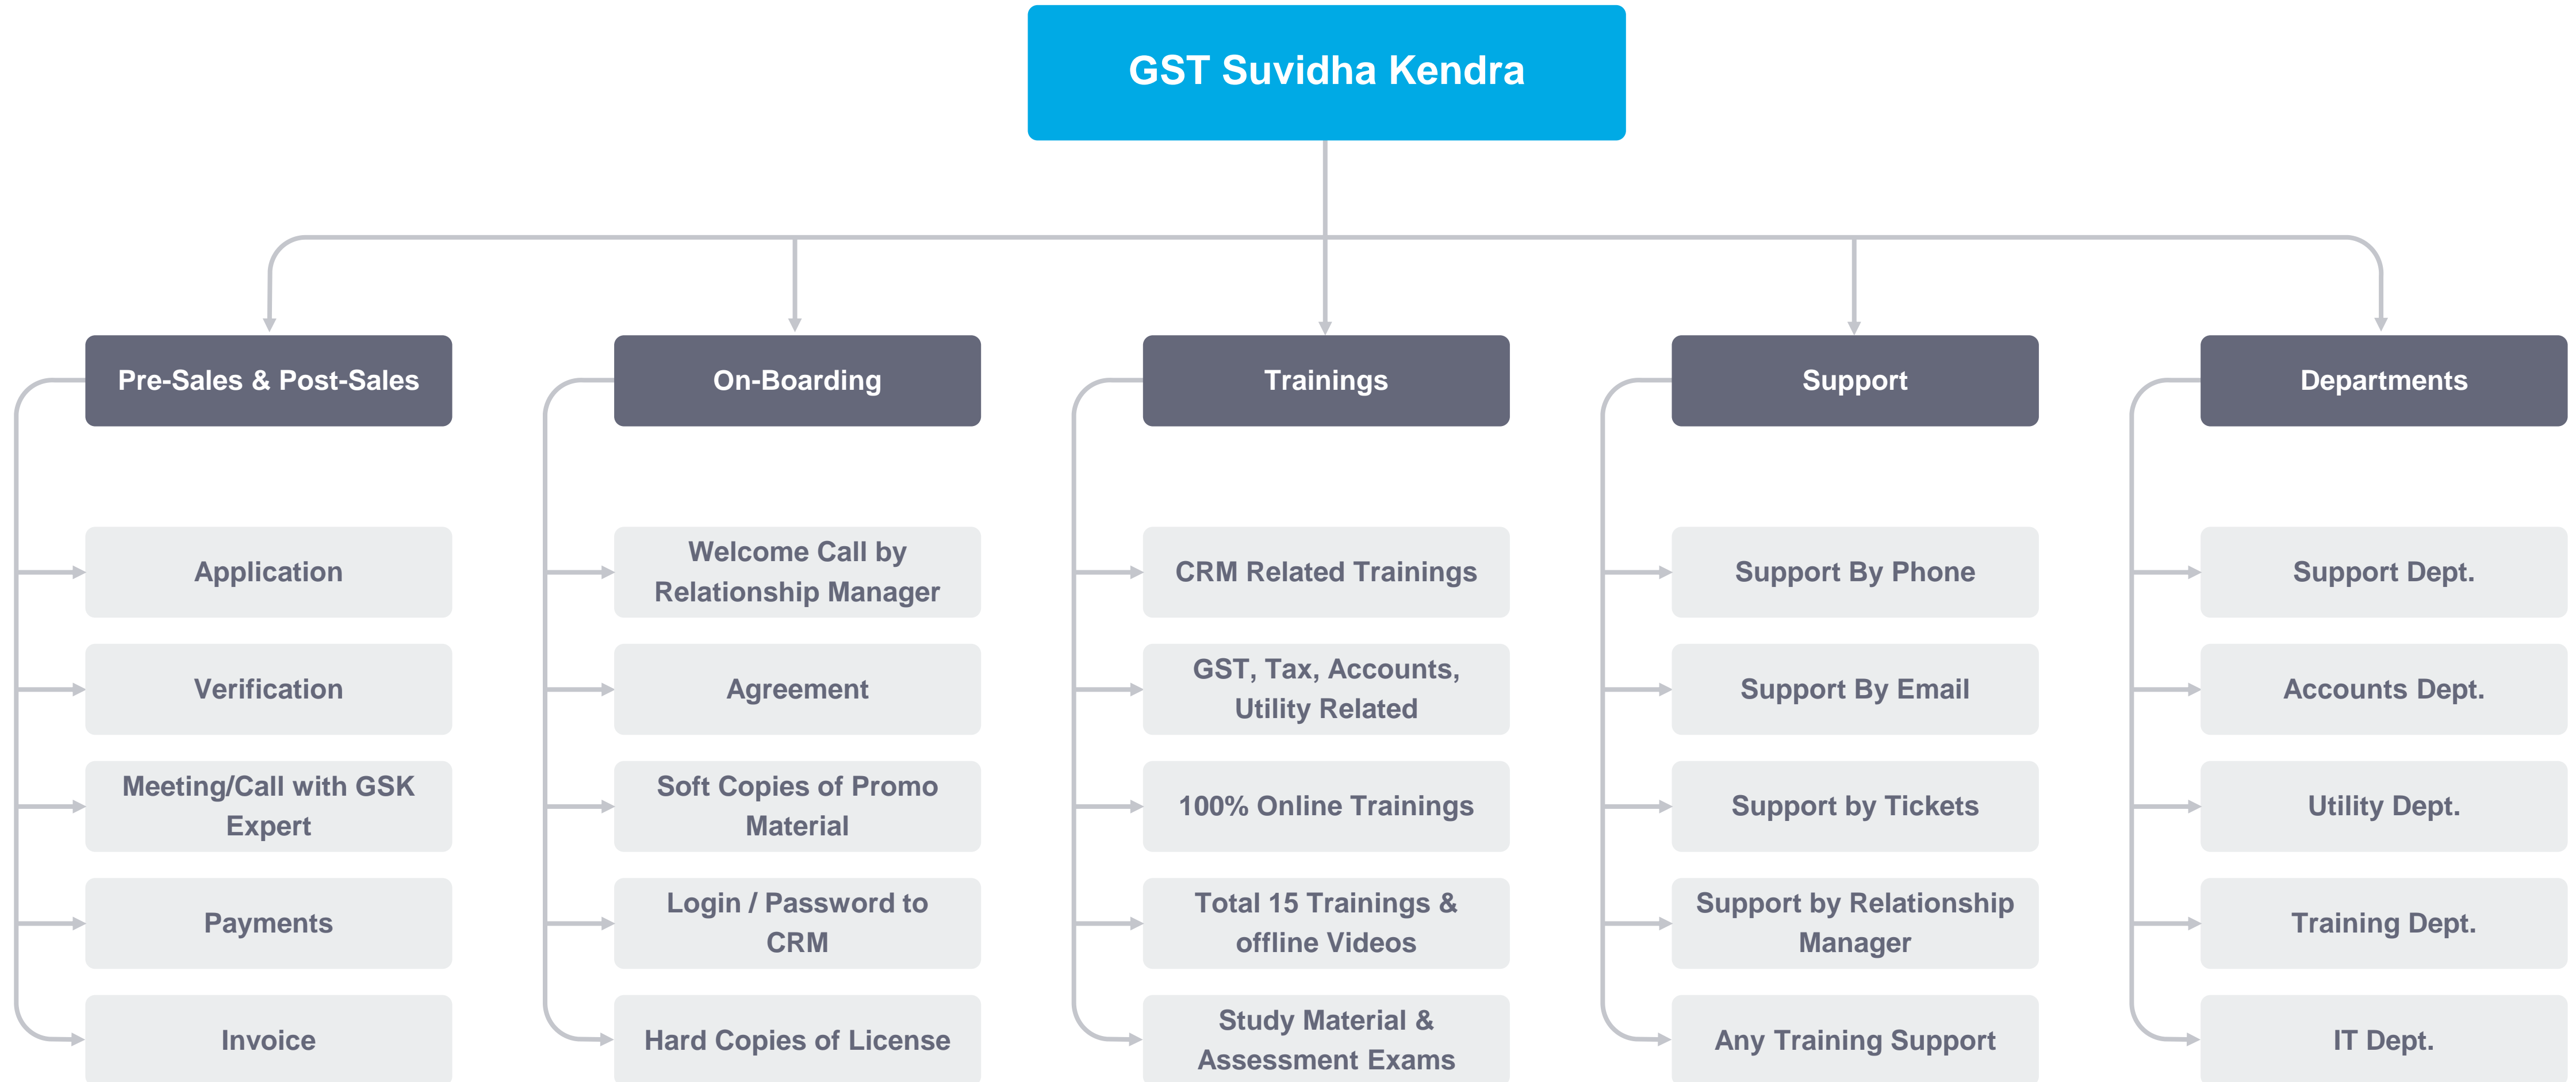 GST Suvidha Kendra
Pre-Sales & Post-Sales
On-Boarding
Trainings
Support
Departments
Application
Welcome Call by
Relationship Manager
CRM Related Trainings
Support By Phone
Support Dept.
Verification
Agreement
GST, Tax, Accounts,
Utility Related
Support By Email
Accounts Dept.
Meeting/Call with GSK
Expert
Soft Copies of Promo
Material
100% Online Trainings
Support by Tickets
Utility Dept.
Payments
Login / Password to
CRM
Total 15 Trainings &
offline Videos
Support by Relationship
Manager
Training Dept.
Invoice
Hard Copies of License
Study Material &
Assessment Exams
Any Training Support
IT Dept.